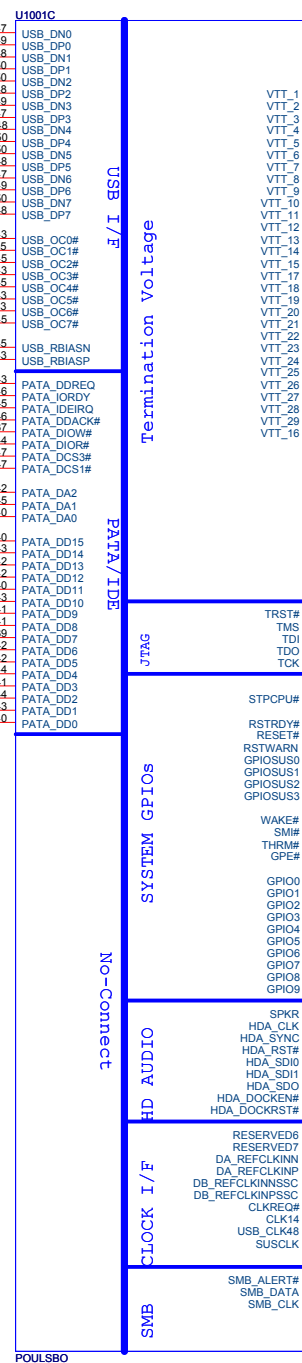 U1001C
USB_DN0
USB_DP0
USB_DN1
USB_DP1
USB_DN2
USB_DP2
USB_DN3
USB_DP3
USB_DN4
USB_DP4
USB_DN5
USB_DP5
USB_DN6
USB_DP6
USB_DN7
USB_DP7
USB_OC0#
USB_OC1#
USB_OC2#
USB_OC3#
USB_OC4#
USB_OC5#
USB_OC6#
USB_OC7#
USB_RBIASN
USB_RBIASP
USB I/F
PATA_DDREQ
PATA_IORDY
PATA_IDEIRQ
PATA_DDACK#
PATA_DIOW#
PATA_DIOR#
PATA_DCS3#
PATA_DCS1#
PATA_DA2
PATA_DA1
PATA_DA0
PATA_DD15
PATA_DD14
PATA_DD13
PATA_DD12
PATA_DD11
PATA_DD10
PATA_DD9
PATA_DD8
PATA_DD7
PATA_DD6
PATA_DD5
PATA_DD4
PATA_DD3
PATA_DD2
PATA_DD1
PATA_DD0
PATA/IDE
No-Connect
Termination Voltage
VTT_1
VTT_2
VTT_3
VTT_4
VTT_5
VTT_6
VTT_7
VTT_8
VTT_9
VTT_10
VTT_11
VTT_12
VTT_13
VTT_14
VTT_15
VTT_17
VTT_18
VTT_19
VTT_20
VTT_21
VTT_22
VTT_23
VTT_24
VTT_25
VTT_26
VTT_27
VTT_28
VTT_29
VTT_16
JTAG
TRST#
TMS
TDI
TDO
TCK
SYSTEM GPIOs
STPCPU#
RSTRDY#
RESET#
RSTWARN
GPIOSUS0
GPIOSUS1
GPIOSUS2
GPIOSUS3
WAKE#
SMI#
THRM#
GPE#
GPIO0
GPIO1
GPIO2
GPIO3
GPIO4
GPIO5
GPIO6
GPIO7
GPIO8
GPIO9
HD AUDIO
SPKR
HDA_CLK
HDA_SYNC
HDA_RST#
HDA_SDI0
HDA_SDI1
HDA_SDO
HDA_DOCKEN#
HDA_DOCKRST#
CLOCK I/F
RESERVED6
RESERVED7
DA_REFCLKINN
DA_REFCLKINP
DB_REFCLKINNSSC
DB_REFCLKINPSSC
CLKREQ#
CLK14
USB_CLK48
SUSCLK
SMB
SMB_ALERT#
SMB_DATA
SMB_CLK
POULSBO